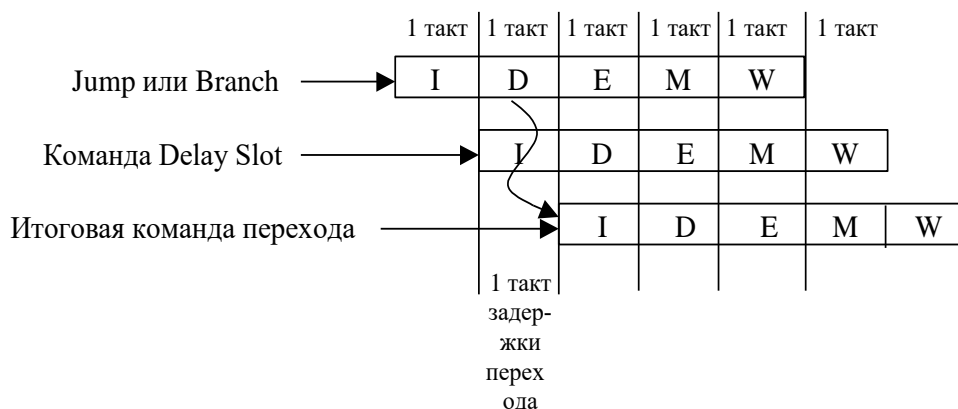 1 такт 1 такт 1 такт 1 такт 1 такт 1 такт
Jump или Branch I D E M W
Команда Delay Slot I D E M W
Итоговая команда перехода I D E M W
1 такт
задер-
жки
перех
ода